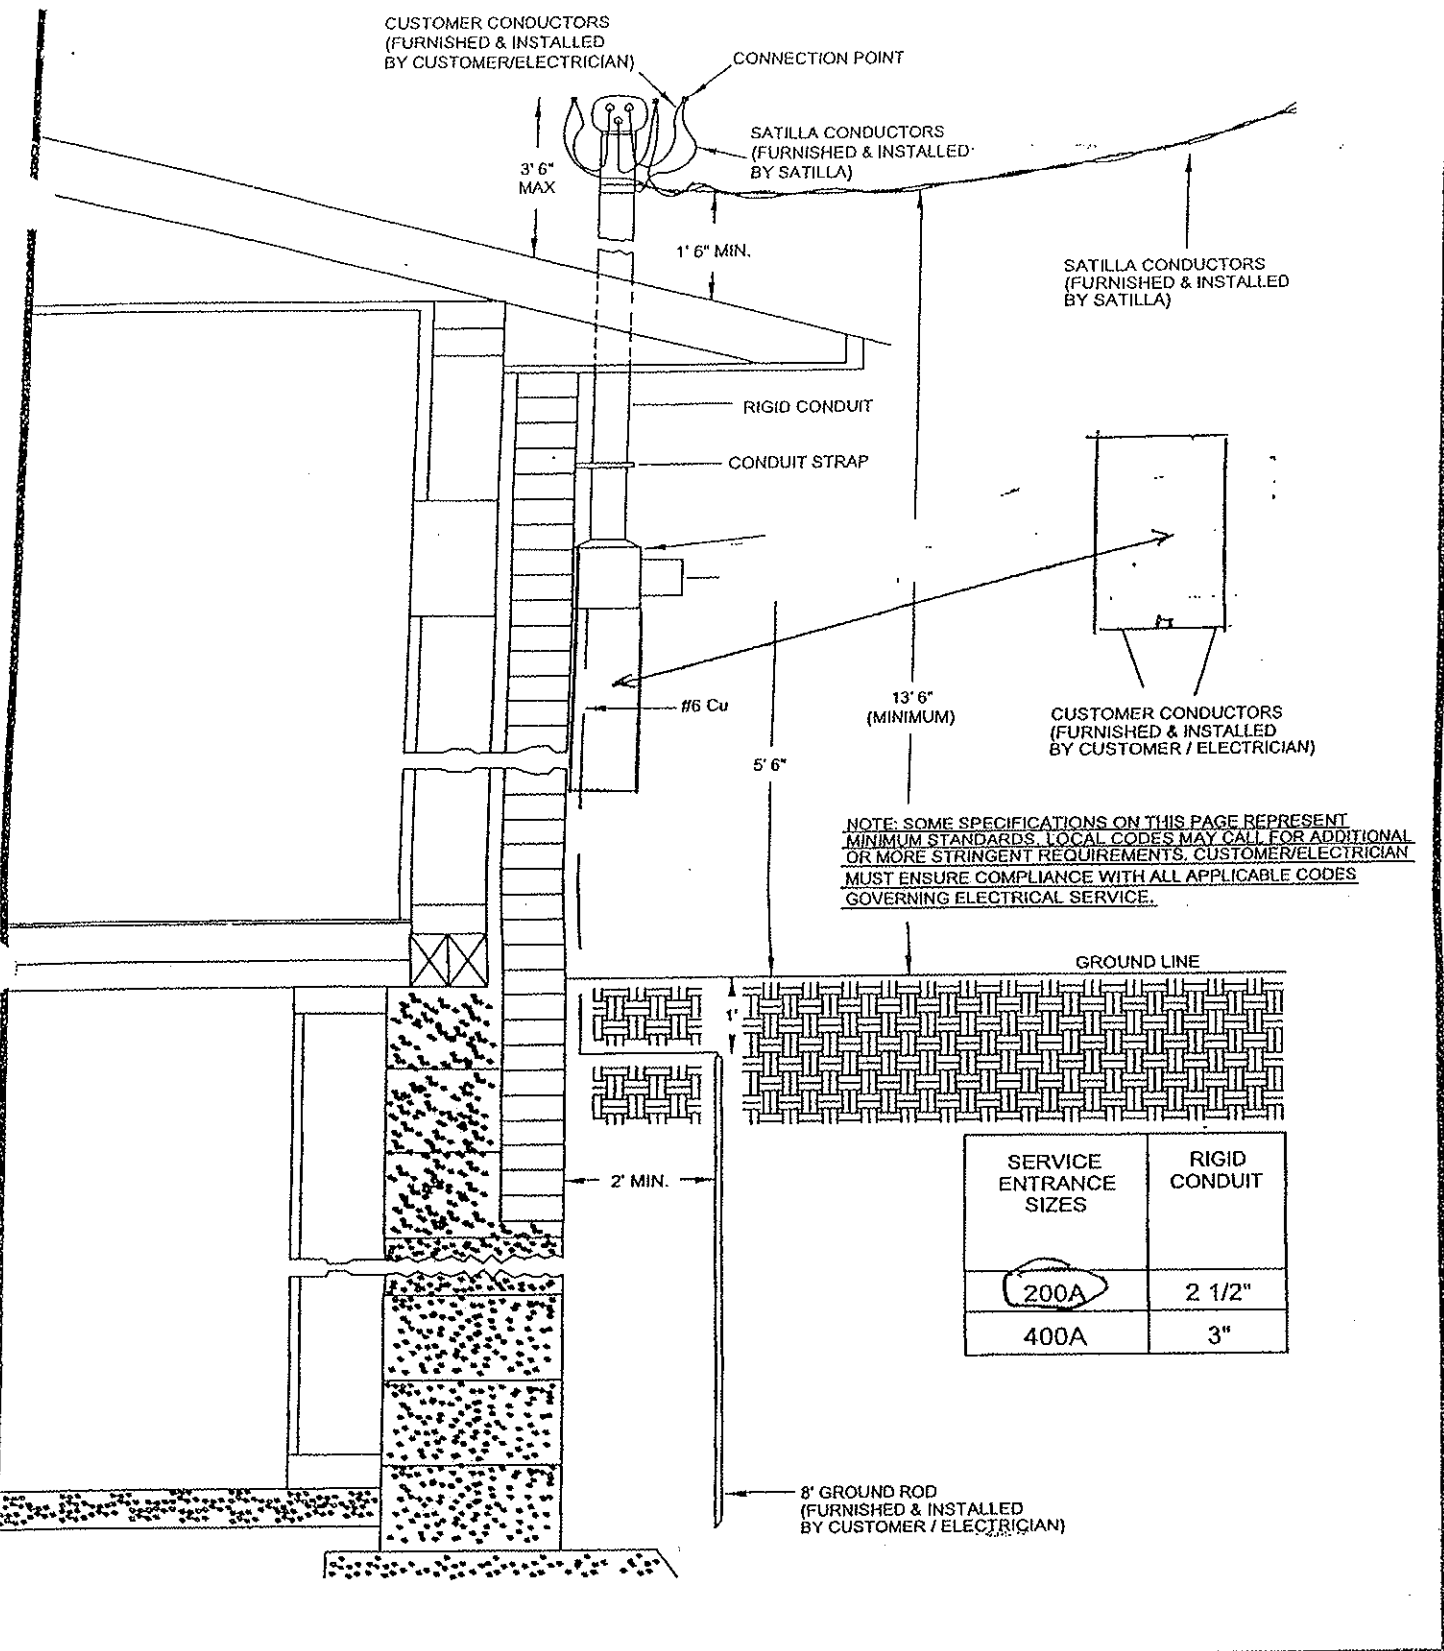 CUSTOMER CONDUCTORS
(FURNISHED & INSTALLED
BY CUSTOMER/ELECTRICIAN)
CONNECTION POINT
SATILLA CONDUCTORS
(FURNISHED & INSTALLED
BY SATILLA)
3' 6"
MAX
1' 6" MIN.
SATILLA CONDUCTORS
(FURNISHED & INSTALLED
BY SATILLA)
RIGID CONDUIT
CONDUIT STRAP
#6 Cu
13' 6"
(MINIMUM)
5' 6"
CUSTOMER CONDUCTORS
(FURNISHED & INSTALLED
BY CUSTOMER / ELECTRICIAN)
NOTE: SOME SPECIFICATIONS ON THIS PAGE REPRESENT
MINIMUM STANDARDS. LOCAL CODES MAY CALL FOR ADDITIONAL
OR MORE STRINGENT REQUIREMENTS. CUSTOMER/ELECTRICIAN
MUST ENSURE COMPLIANCE WITH ALL APPLICABLE CODES
GOVERNING ELECTRICAL SERVICE.
GROUND LINE
1'
2' MIN.
SERVICE
ENTRANCE
SIZES
RIGID
CONDUIT
200A
2 1/2"
400A
3"
8' GROUND ROD
(FURNISHED & INSTALLED
BY CUSTOMER / ELECTRICIAN)